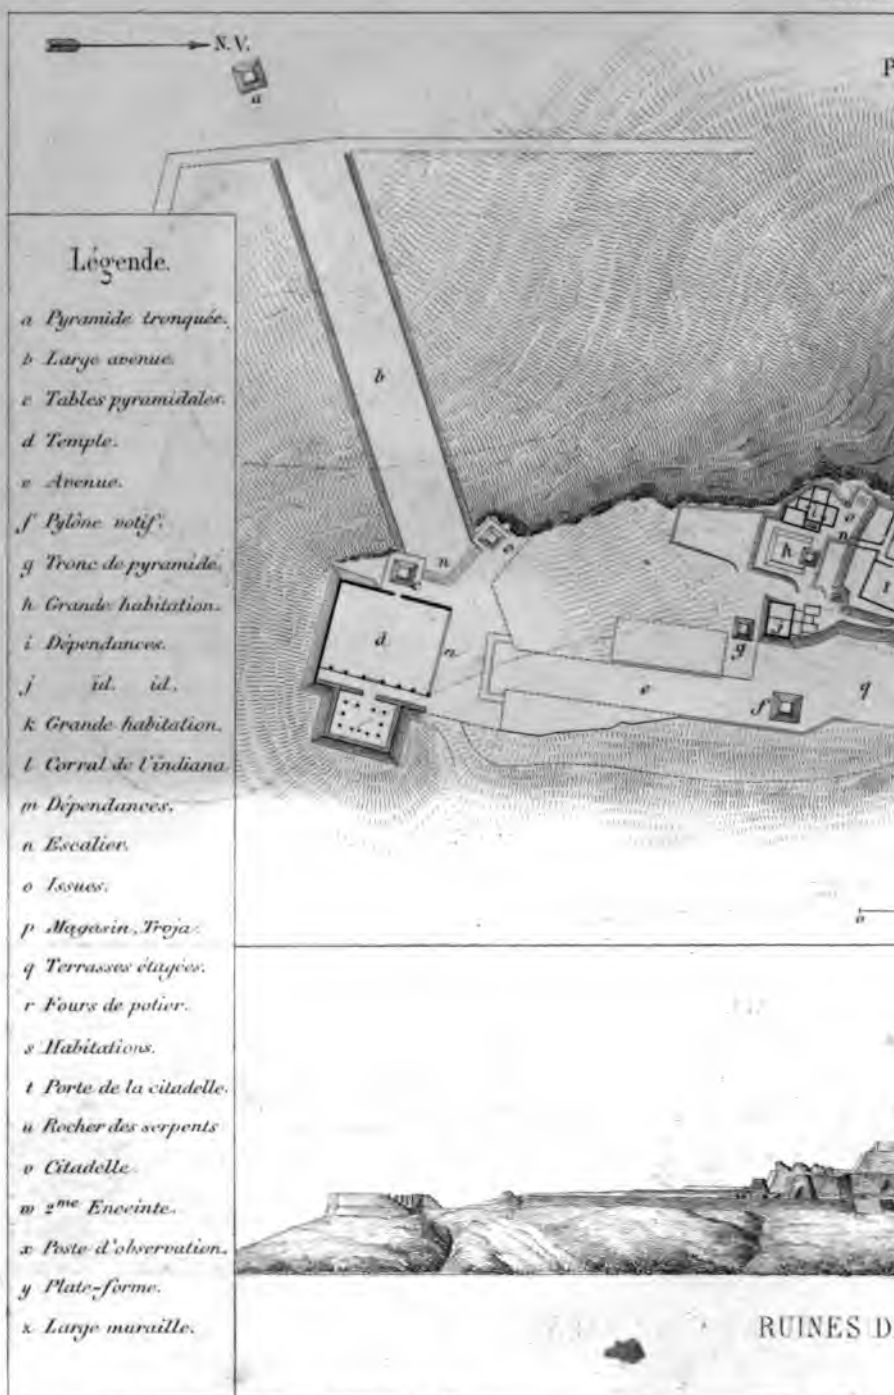 N.V.
P
a
Légende.
a Pyramide tronquée.
b Large avenue.
c Tables pyramidales.
d Temple.
e Avenue.
f Pylône votif.
g Tronc de pyramide.
h Grande habitation.
i Dépendances.
j id. id.
k Grande habitation.
l Corral de l'indiana
m Dépendances.
n Escalier.
o Issues.
p Magasin, Troja.
q Terrasses étagées.
r Fours de potier.
s Habitations.
t Porte de la citadelle.
u Rocher des serpents
v Citadelle
w 2me Enceinte.
x Poste d'observation.
y Plate-forme.
x Large muraille.
b
i
o
n
h
n
c
c
j
d
n
g
e
f
q
o
RUINES D